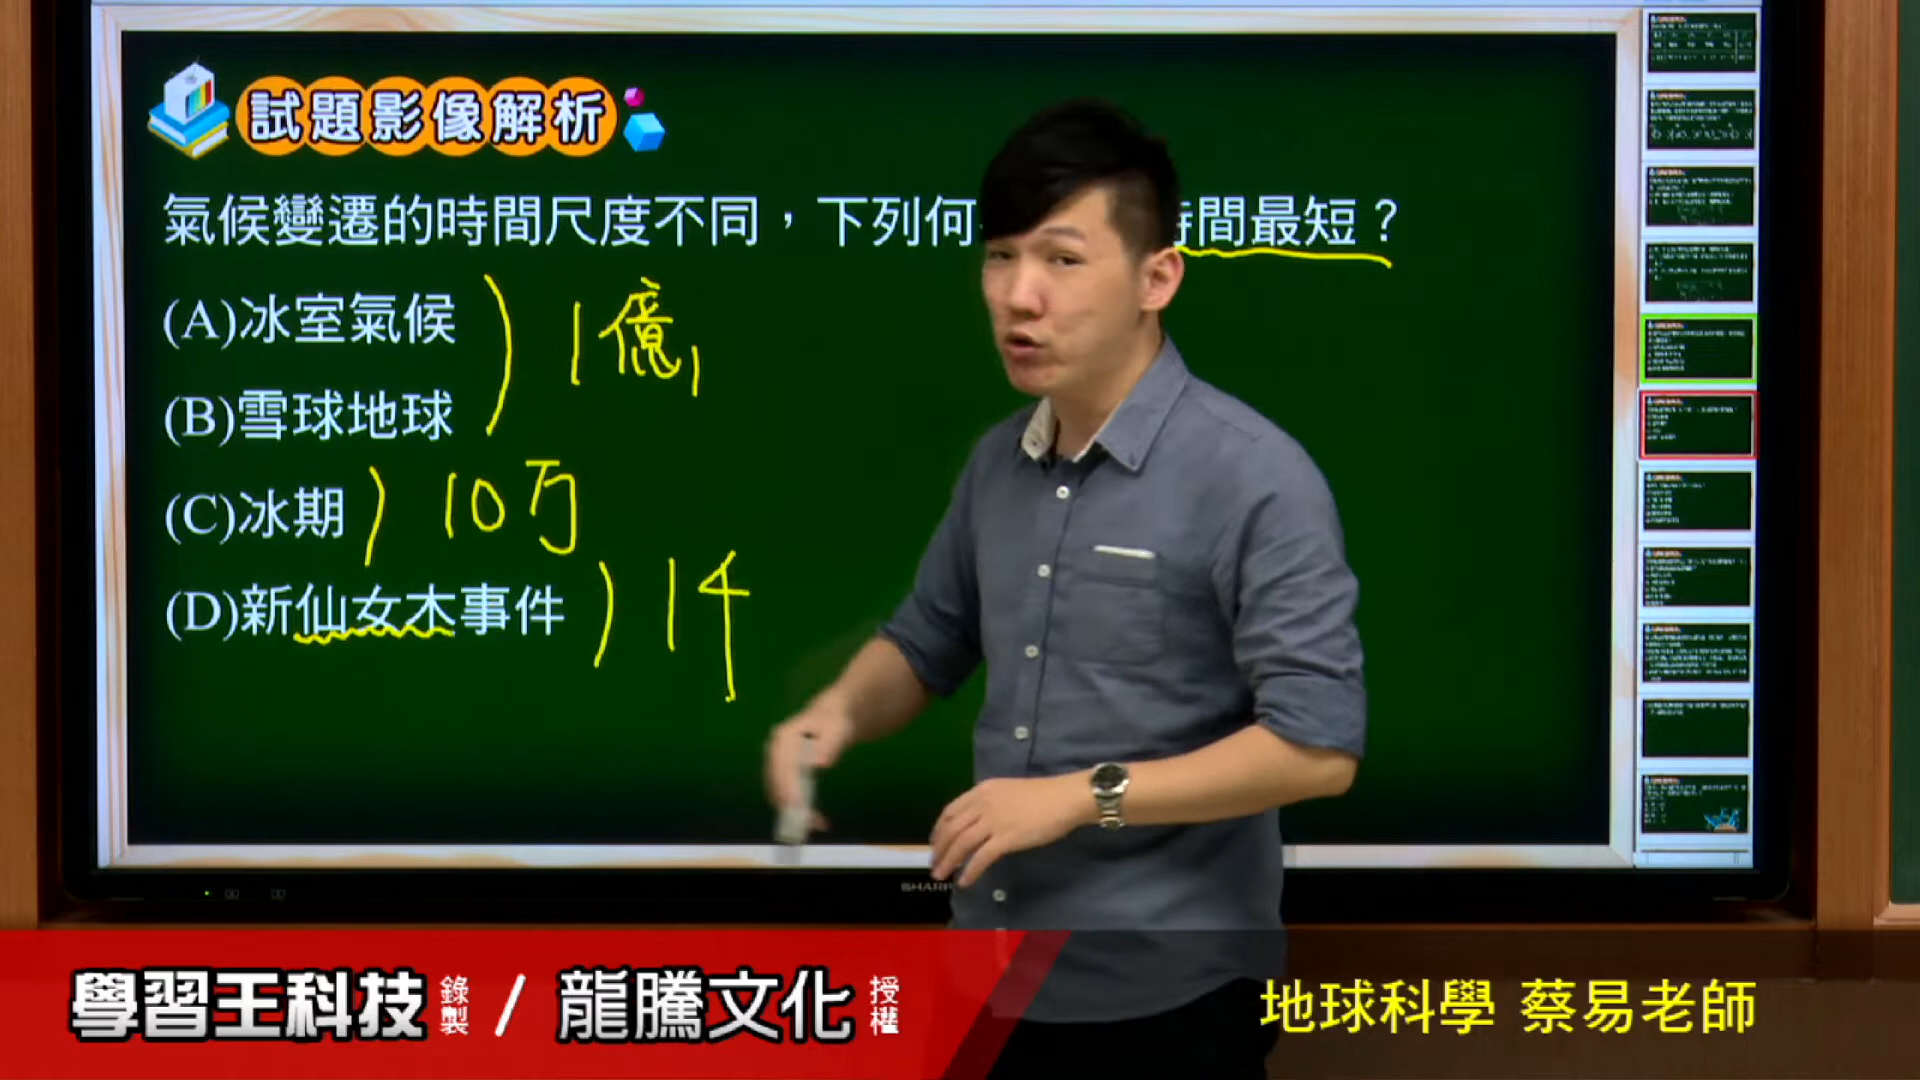 試題影像解析
氣候變遷的時間尺度不同，下列何 時間最短？
(A)冰室氣候
1億
(B)雪球地球
(C)冰期
10万
(D)新仙女木事件
1千
SHARP
學習王科技 錄製 / 龍騰文化 授權
地球科學 蔡易老師